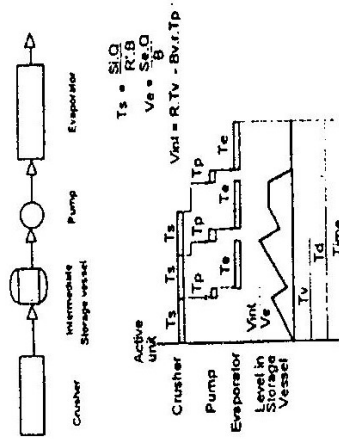 Crusher
Intermediate
Storage vessel
Pump
Evaporator
Ts = Si.Q
R'.B
Ve = Se.Q
B
Vint = R.Tv - Bv.r.Tp
Active
unit
Crusher
Ts Ts Ts
Pump
Tp Tp Tp
Evaporator
Te Te Te
Level in
Storage
Vessel
Vint
Ve
Tv
Td
Time